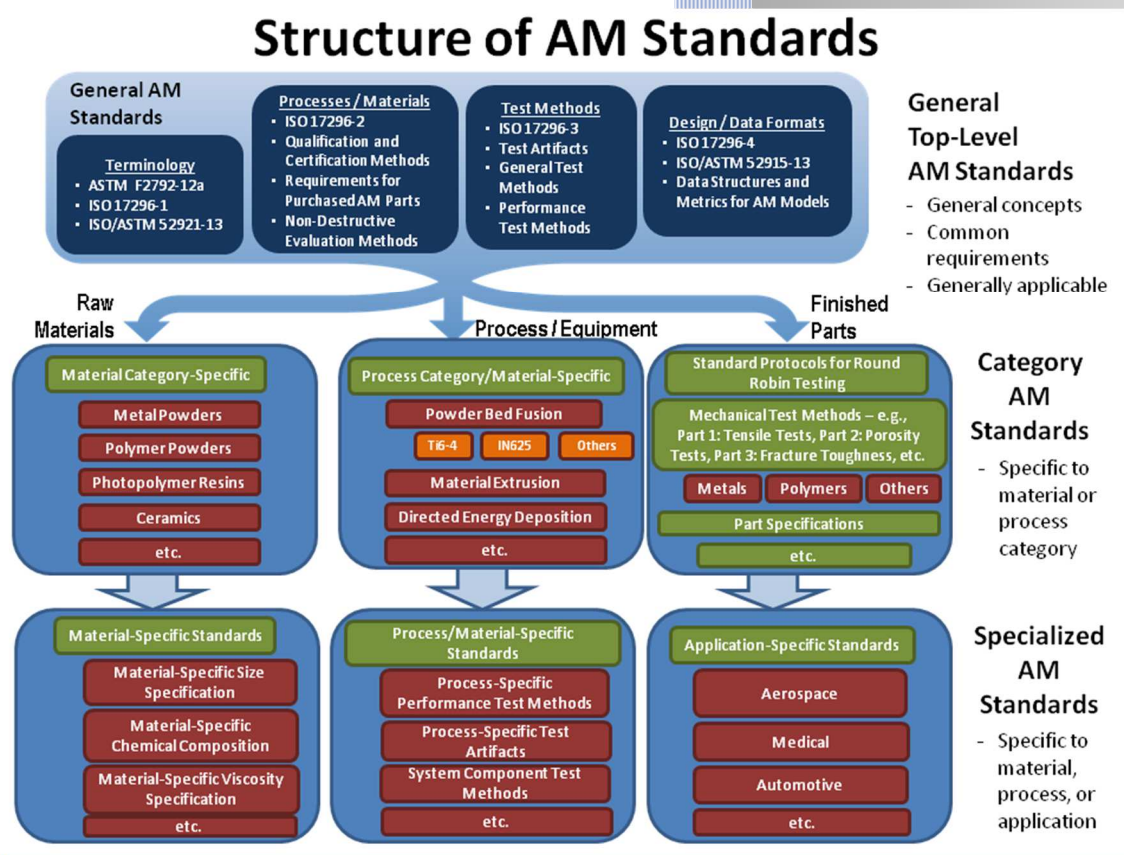 Structure of AM Standards
General AM
Standards
Terminology
▪ ASTM F2792-12a
▪ ISO 17296-1
▪ ISO/ASTM 52921-13
Processes / Materials
▪ ISO 17296-2
▪ Qualification and
Certification Methods
▪ Requirements for
Purchased AM Parts
▪ Non-Destructive
Evaluation Methods
Test Methods
▪ ISO 17296-3
▪ Test Artifacts
▪ General Test
Methods
▪ Performance
Test Methods
Design / Data Formats
▪ ISO 17296-4
▪ ISO/ASTM 52915-13
▪ Data Structures and
Metrics for AM Models
General
Top-Level
AM Standards
- General concepts
- Common
requirements
- Generally applicable
Raw
Materials
Process / Equipment
Finished
Parts
Material Category-Specific
Metal Powders
Polymer Powders
Photopolymer Resins
Ceramics
etc.
Process Category/Material-Specific
Powder Bed Fusion
Ti6-4
IN625
Others
Material Extrusion
Directed Energy Deposition
etc.
Standard Protocols for Round
Robin Testing
Mechanical Test Methods – e.g.,
Part 1: Tensile Tests, Part 2: Porosity
Tests, Part 3: Fracture Toughness, etc.
Metals
Polymers
Others
Part Specifications
etc.
Category
AM
Standards
- Specific to
material or
process
category
Material-Specific Standards
Material-Specific Size
Specification
Material-Specific
Chemical Composition
Material-Specific Viscosity
Specification
etc.
Process/Material-Specific
Standards
Process-Specific
Performance Test Methods
Process-Specific Test
Artifacts
System Component Test
Methods
etc.
Application-Specific Standards
Aerospace
Medical
Automotive
etc.
Specialized
AM
Standards
- Specific to
material,
process, or
application